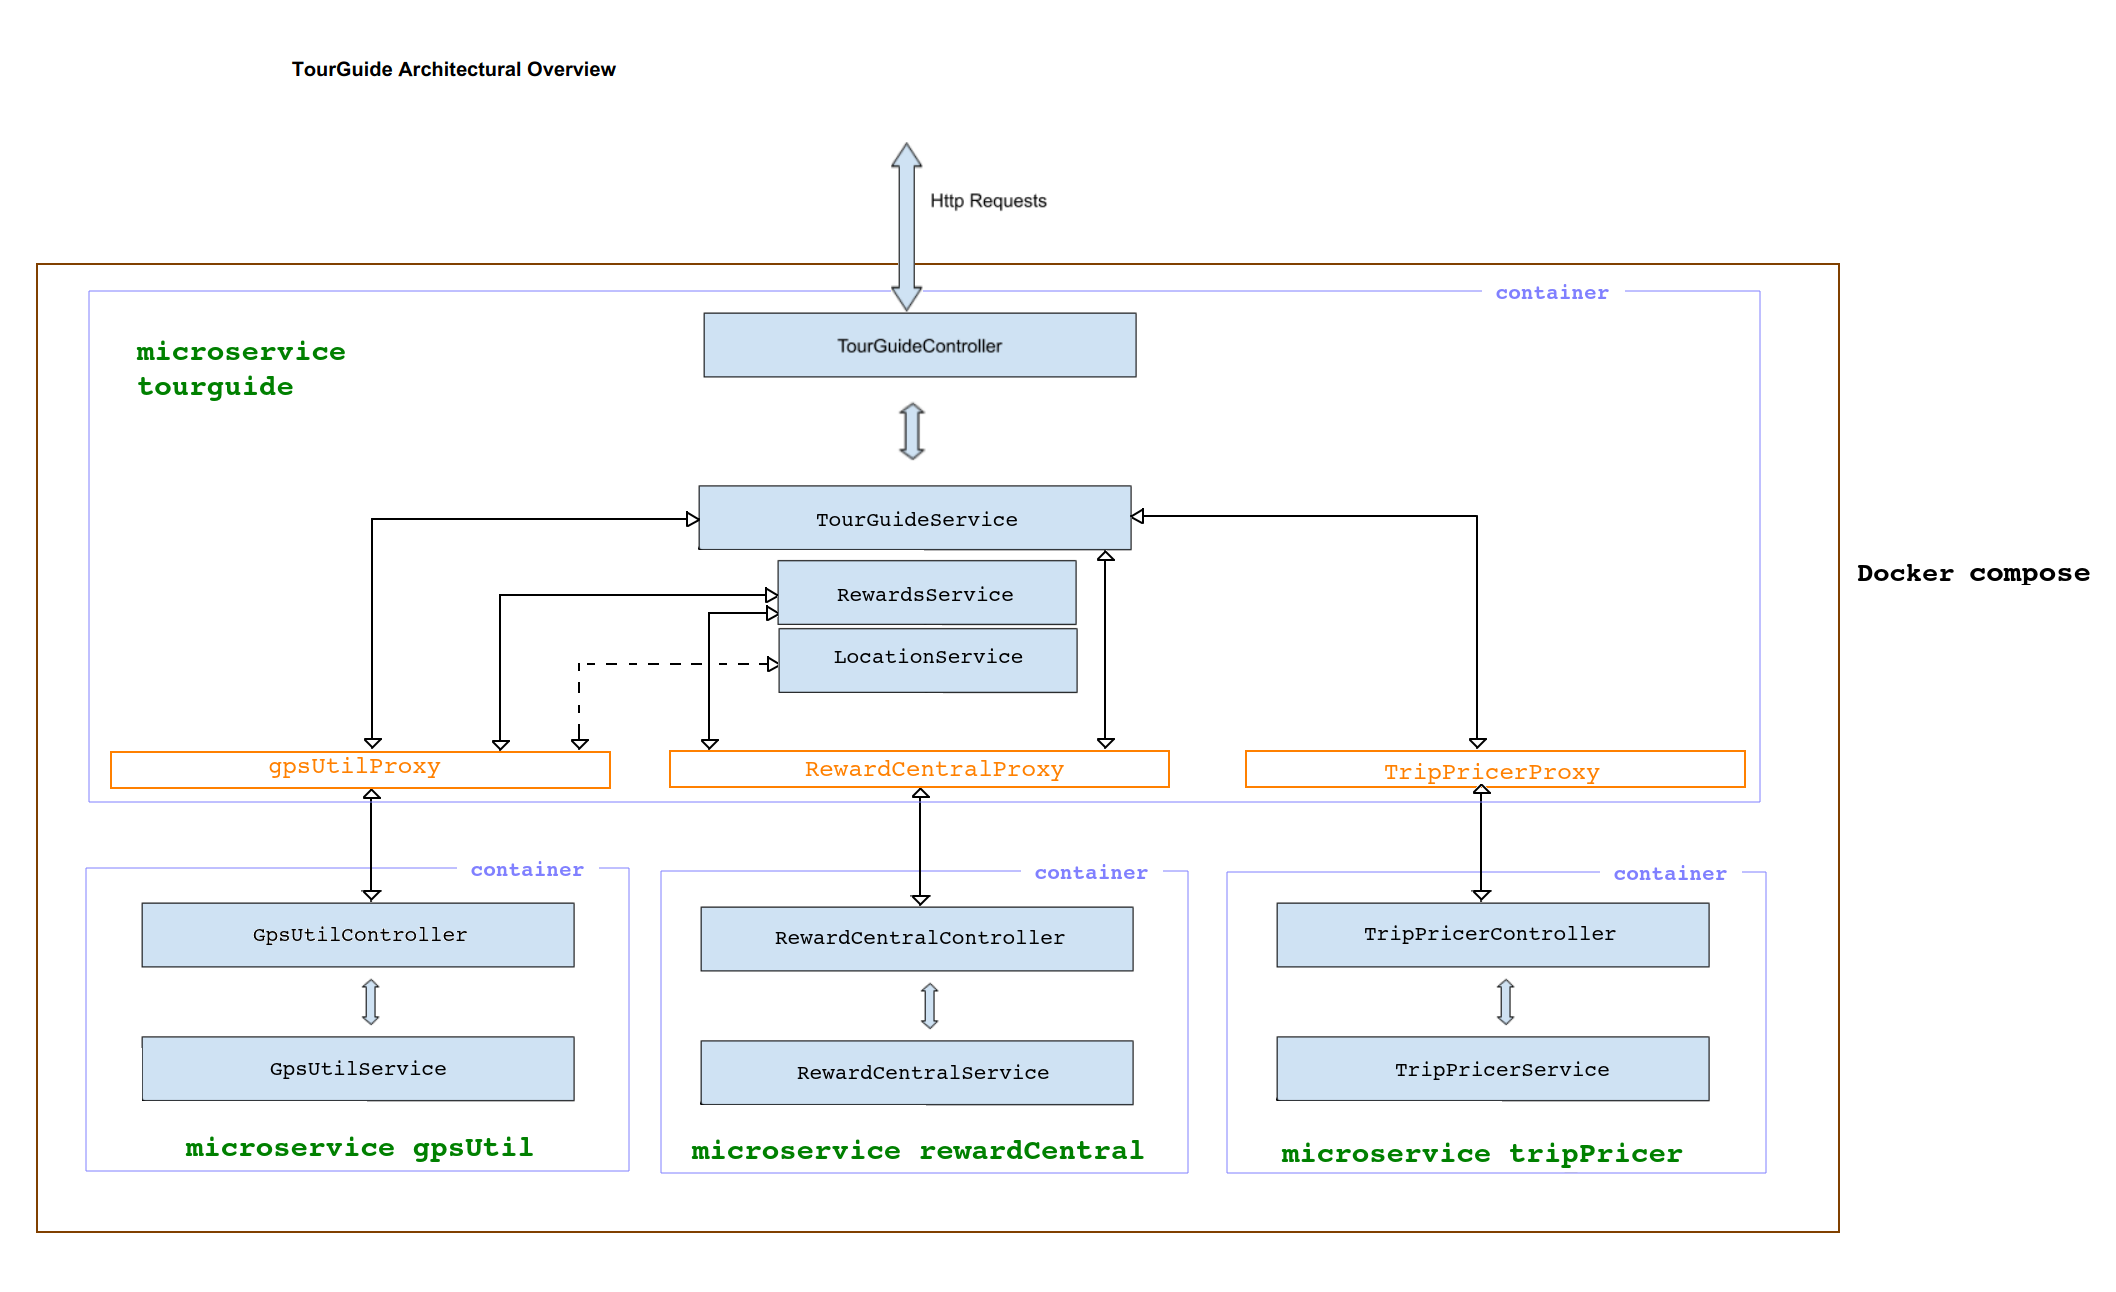 TourGuide Architectural Overview
Http Requests
container
microservice
tourguide
TourGuideController
TourGuideService
RewardsService
LocationService
Docker compose
gpsUtilProxy
RewardCentralProxy
TripPricerProxy
container
container
container
GpsUtilController
RewardCentralController
TripPricerController
GpsUtilService
RewardCentralService
TripPricerService
microservice gpsUtil
microservice rewardCentral
microservice tripPricer